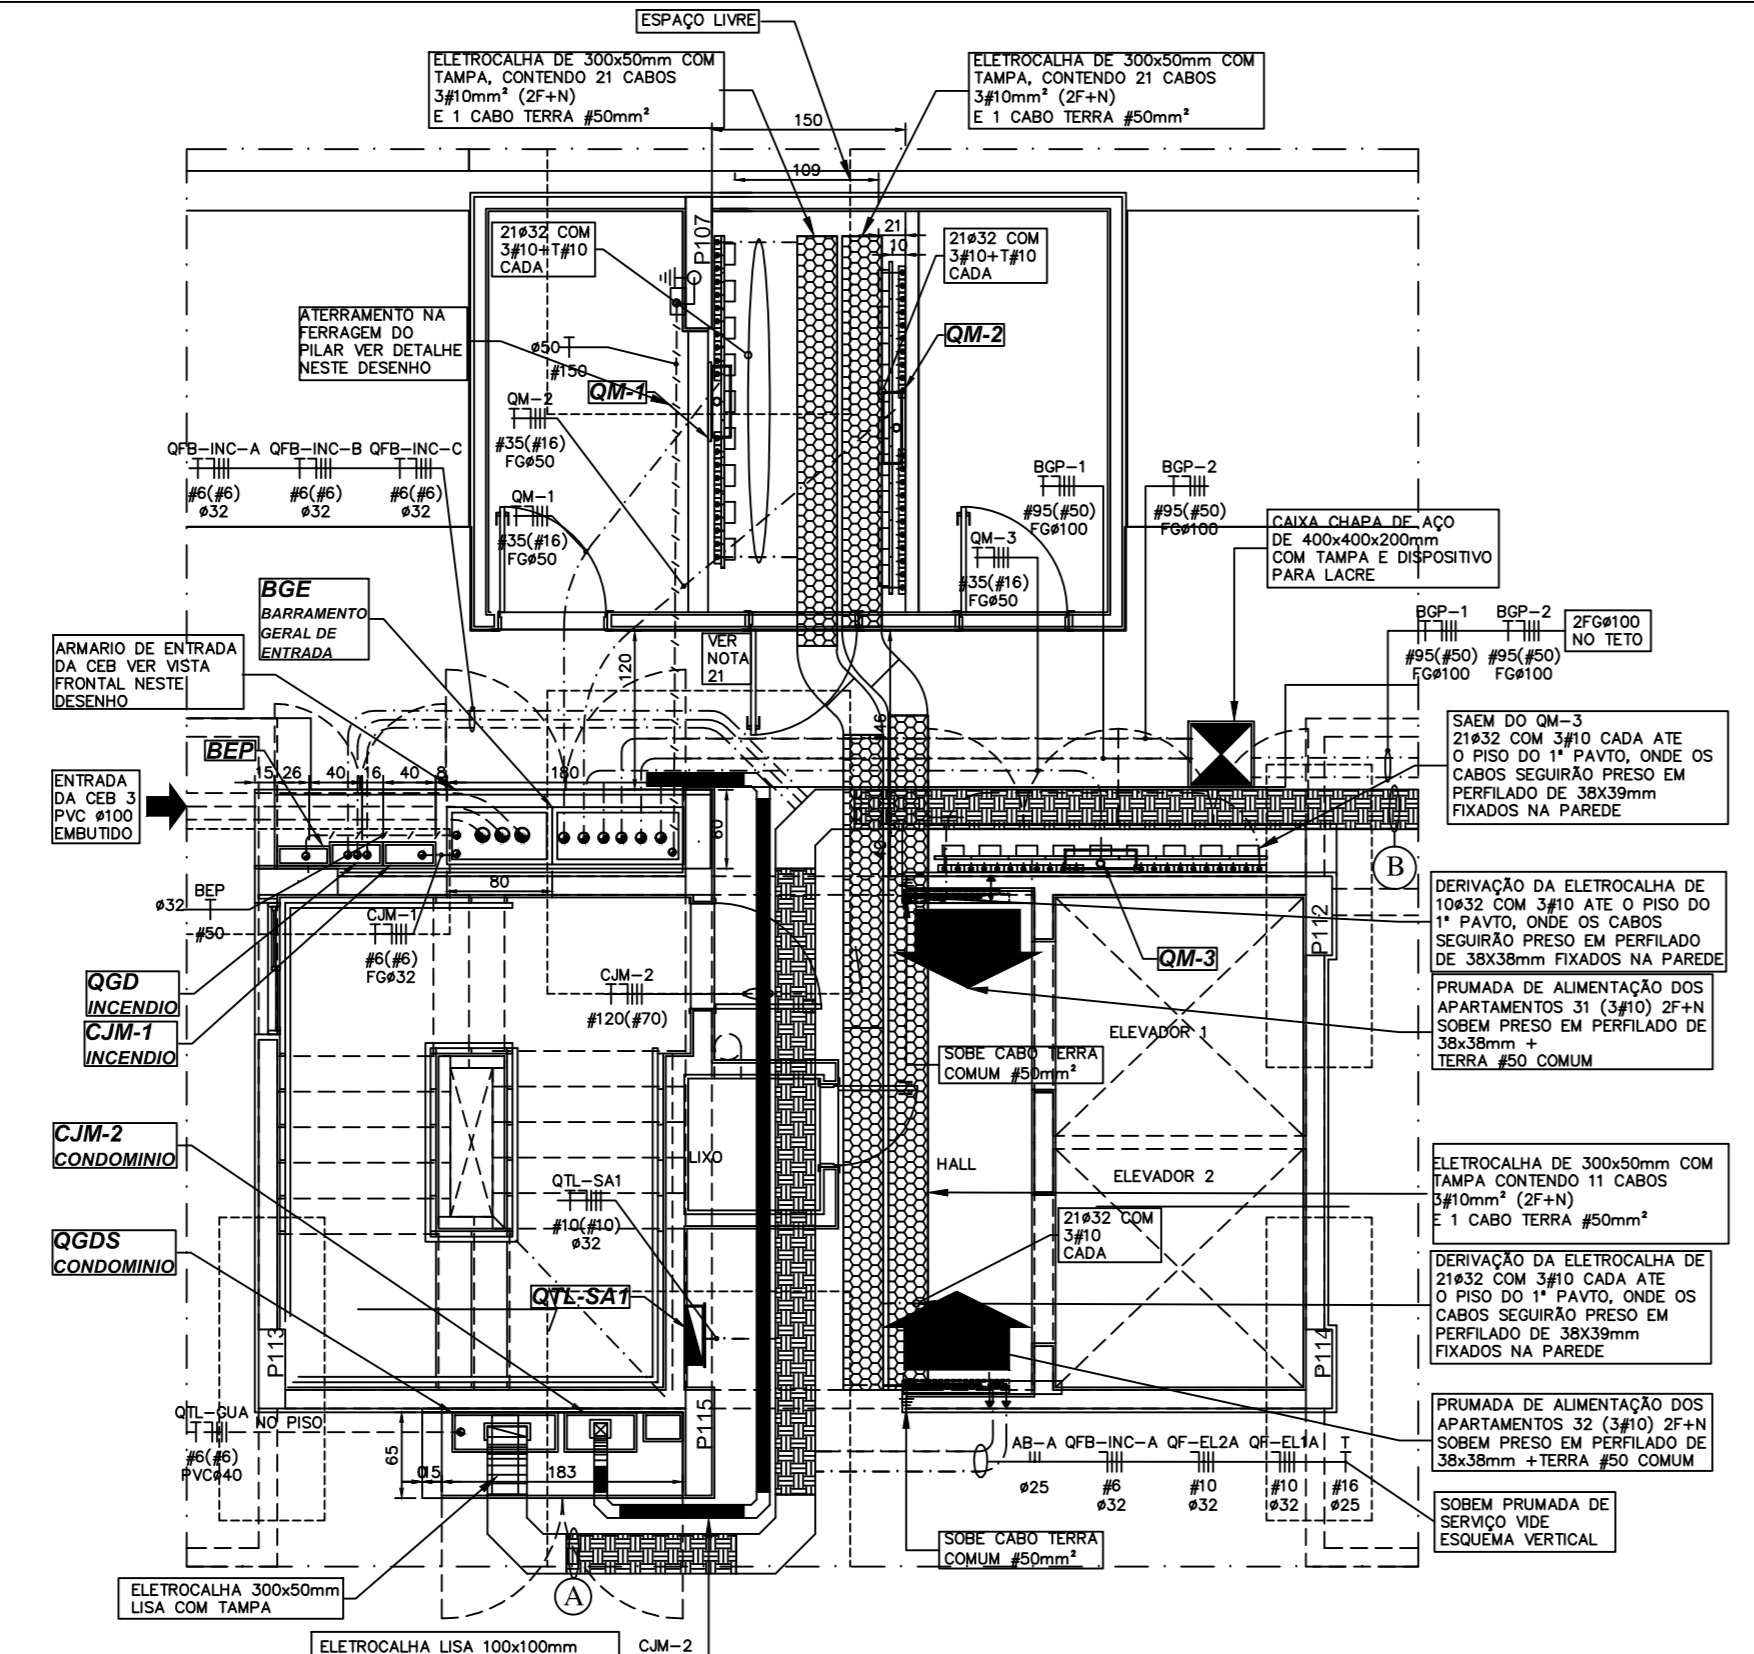 ESPAÇO LIVRE
ELETROCALHA DE 300x50mm COM
TAMPA, CONTENDO 21 CABOS
3#10mm² (2F+N)
E 1 CABO TERRA #50mm²
ELETROCALHA DE 300x50mm COM
TAMPA, CONTENDO 21 CABOS
3#10mm² (2F+N)
E 1 CABO TERRA #50mm²
150
109
21ø32 COM
3#10+T#10
CADA
P107
21
10
21ø32 COM
3#10+T#10
CADA
ATERRAMENTO NA
FERRAGEM DO
PILAR VER DETALHE
NESTE DESENHO
ø50
#150
QM-1
QM-2
QM-2
#35(#16)
FGø50
QM-1
#35(#16)
FGø50
QFB-INC-A QFB-INC-B QFB-INC-C
#6(#6) #6(#6) #6(#6)
ø32 ø32 ø32
BGP-1
#95(#50)
FGø100
BGP-2
#95(#50)
FGø100
QM-3
#35(#16)
FGø50
CAIXA CHAPA DE AÇO
DE 400x400x200mm
COM TAMPA E DISPOSITIVO
PARA LACRE
BGE
BARRAMENTO
GERAL DE
ENTRADA
BGP-1 BGP-2
#95(#50) #95(#50)
FGø100 FGø100
2FGø100
NO TETO
ARMARIO DE ENTRADA
DA CEB VER VISTA
FRONTAL NESTE
DESENHO
120
VER
NOTA
21
46
SAEM DO QM-3
21ø32 COM 3#10 CADA ATE
O PISO DO 1º PAVTO, ONDE OS
CABOS SEGUIRÃO PRESO EM
PERFILADO DE 38X39mm
FIXADOS NA PAREDE
BEP
ENTRADA
DA CEB 3
PVC ø100
EMBUTIDO
15 26 40 16 40 8 180
60
80
B
BEP
ø32
#50
CJM-1
#6(#6)
FGø32
DERIVAÇÃO DA ELETROCALHA DE
10ø32 COM 3#10 ATE O PISO DO
1º PAVTO, ONDE OS CABOS
SEGUIRÃO PRESO EM PERFILADO
DE 38X38mm FIXADOS NA PAREDE
P112
QM-3
QGD
INCENDIO
CJM-1
INCENDIO
CJM-2
#120(#70)
PRUMADA DE ALIMENTAÇÃO DOS
APARTAMENTOS 31 (3#10) 2F+N
SOBEM PRESO EM PERFILADO DE
38x38mm +
TERRA #50 COMUM
ELEVADOR 1
SOBE CABO TERRA
COMUM #50mm²
CJM-2
CONDOMINIO
LIXO
HALL
ELEVADOR 2
ELETROCALHA DE 300x50mm COM
TAMPA CONTENDO 11 CABOS
3#10mm² (2F+N)
E 1 CABO TERRA #50mm²
QTL-SA1
#10(#10)
ø32
21ø32 COM
3#10
CADA
QGDS
CONDOMINIO
QTL-SA1
DERIVAÇÃO DA ELETROCALHA DE
21ø32 COM 3#10 CADA ATE
O PISO DO 1º PAVTO, ONDE OS
CABOS SEGUIRÃO PRESO EM
PERFILADO DE 38X39mm
FIXADOS NA PAREDE
P113
P114
P115
QTL-GUA NO PISO
#6(#6)
PVCø40
65
15 183
PRUMADA DE ALIMENTAÇÃO DOS
APARTAMENTOS 32 (3#10) 2F+N
SOBEM PRESO EM PERFILADO DE
38x38mm +TERRA #50 COMUM
AB-A QFB-INC-A QF-EL2A QF-EL1A T
#6 #10 #10 #16
ø25 ø32 ø32 ø32 ø25
SOBEM PRUMADA DE
SERVIÇO VIDE
ESQUEMA VERTICAL
SOBE CABO TERRA
COMUM #50mm²
ELETROCALHA 300x50mm
LISA COM TAMPA
A
ELETROCALHA LISA 100x100mm
CJM-2